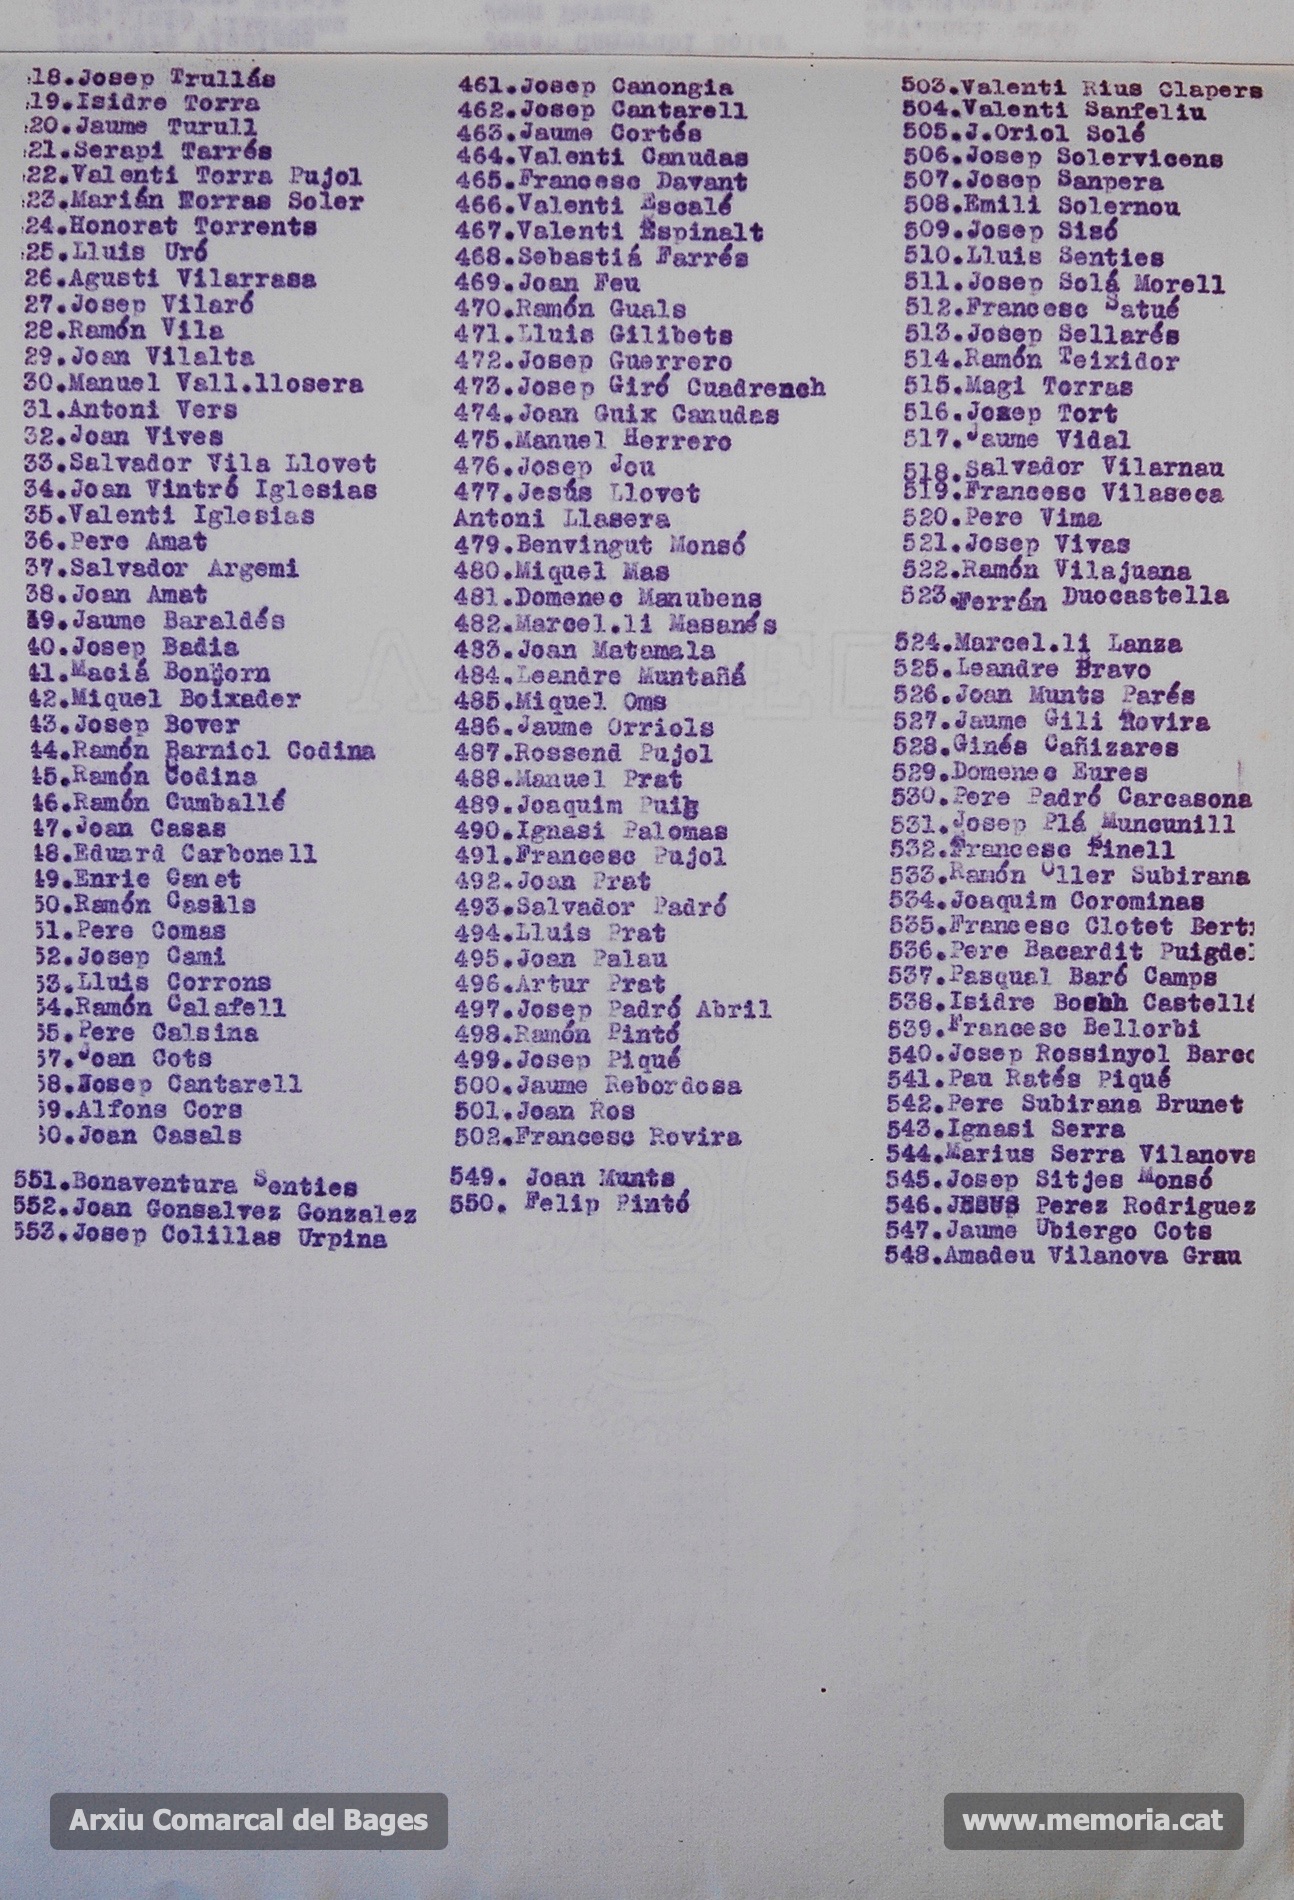 18.Josep Trullás
19.Isidre Torra
20.Jaume Turull
21.Serapi Tarrés
22.Valenti Torra Pujol
23.Marián Torras Soler
24.Honorat Torrents
25.Lluis Uró
26.Agusti Vilarrasa
27.Josep Vilaró
28.Ramón Vila
29.Joan Vilalta
30.Manuel Vall.llosera
31.Antoni Vers
32.Joan Vives
33.Salvador Vila Llovet
34.Joan Vintró Iglesias
35.Valenti Iglesias
36.Pere Amat
37.Salvador Argemi
38.Joan Amat
49.Jaume Baraldés
40.Josep Badia
41.Maciá Bonjorn
42.Miquel Boixader
43.Josep Bover
44.Ramón Barniol Codina
45.Ramón Codina
46.Ramón Cumballé
47.Joan Casas
48.Eduard Carbonell
49.Enric Canet
50.Ramón Casals
51.Pere Comas
52.Josep Cami
53.Lluis Corrons
54.Ramón Calafell
55.Pere Calsina
57.Joan Cots
58.Josep Cantarell
59.Alfons Cors
60.Joan Casals
551.Bonaventura Senties
552.Joan Gonsalvez Gonzalez
553.Josep Colillas Urpina
461.Josep Canongia
462.Josep Cantarell
463.Jaume Cortés
464.Valenti Canudas
465.Francesc Davant
466.Valenti Escalé
467.Valenti Espinalt
468.Sebastiá Farrés
469.Joan Feu
470.Ramón Guals
471.Lluis Gilibets
472.Josep Guerrero
473.Josep Giró Cuadrench
474.Joan Guix Canudas
475.Manuel Herrero
476.Josep Jou
477.Jesús Llovet
Antoni Llasera
479.Benvingut Monsó
480.Miquel Mas
481.Domenec Manubens
482.Marcel.li Masanés
483.Joan Matamala
484.Leandre Muntañá
485.Miquel Oms
486.Jaume Orriols
487.Rossend Pujol
488.Manuel Prat
489.Joaquim Puig
490.Ignasi Palomas
491.Francesc Pujol
492.Joan Prat
493.Salvador Padró
494.Lluis Prat
495.Joan Palau
496.Artur Prat
497.Josep Padró Abril
498.Ramón Pintó
499.Josep Piqué
500.Jaume Rebordosa
501.Joan Ros
502.Francesc Rovira
549. Joan Munts
550. Felip Pintó
503.Valenti Rius Clapers
504.Valenti Sanfeliu
505.J.Oriol Solé
506.Josep Solervicens
507.Josep Sanpera
508.Emili Solernou
509.Josep Sisó
510.Lluis Senties
511.Josep Solá Morell
512.Francesc Satué
513.Josep Sellarés
514.Ramón Teixidor
515.Magi Torras
516.Josep Tort
517.Jaume Vidal
518.Salvador Vilarnau
519.Francesc Vilaseca
520.Pere Vima
521.Josep Vivas
522.Ramón Vilajuana
523.Ferrán Duocastella
524.Marcel.li Lanza
525.Leandre Bravo
526.Joan Munts Parés
527.Jaume Gili Rovira
528.Ginés Cañizares
529.Domenec Eures
530.Pere Padró Carcasona
531.Josep Plá Muncunill
532.Francesc Pinell
533.Ramón Oller Subirana
534.Joaquim Corominas
535.Francesc Clotet Bert
536.Pere Bacardit Puigde
537.Pasqual Baró Camps
538.Isidre Bosch Castell
539.Francesc Bellorbi
540.Josep Rossinyol Barc
541.Pau Ratés Piqué
542.Pere Subirana Brunet
543.Ignasi Serra
544.Marius Serra Vilanova
545.Josep Sitjes Monsó
546.JESUS Perez Rodriguez
547.Jaume Ubiergo Cots
548.Amadeu Vilanova Grau
Arxiu Comarcal del Bages
www.memoria.cat